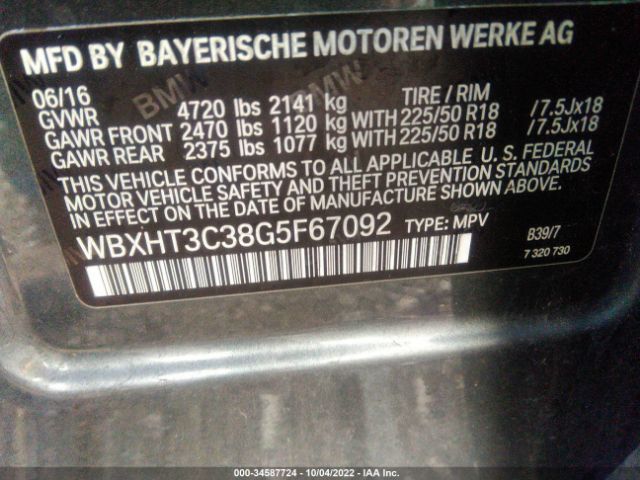 MFD BY BAYERISCHE MOTOREN WERKE AG
06/16 TIRE / RIM
GVWR 4720 lbs 2141 kg
GAWR FRONT 2470 lbs 1120 kg WITH 225/50 R18 /7.5Jx18
GAWR REAR 2375 lbs 1077 kg WITH 225/50 R18 /7.5Jx18
THIS VEHICLE CONFORMS TO ALL APPLICABLE U. S. FEDERAL
MOTOR VEHICLE SAFETY AND THEFT PREVENTION STANDARDS
IN EFFECT ON THE DATE OF MANUFACTURE SHOWN ABOVE.
WBXHT3C38G5F67092 TYPE: MPV B39/7
7 320 730
BMW
BMW
BMW
000-34587724 | 10/04/2022 - IAA Inc.